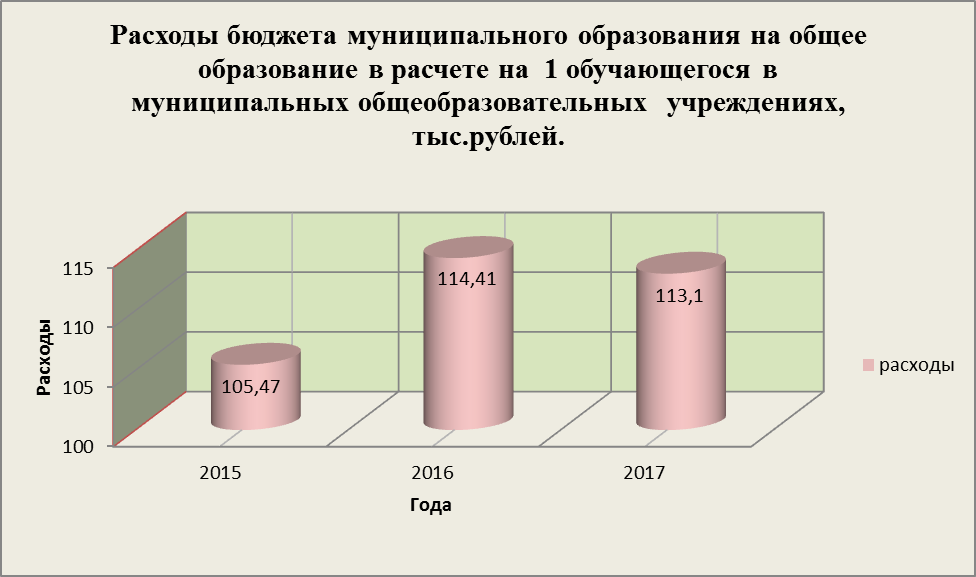 Расходы бюджета муниципального образования на общее
образование в расчете на 1 обучающегося в
муниципальных общеобразовательных учреждениях,
тыс.рублей.
115
110
105
100
Расходы
105,47
114,41
113,1
расходы
2015
2016
2017
Года